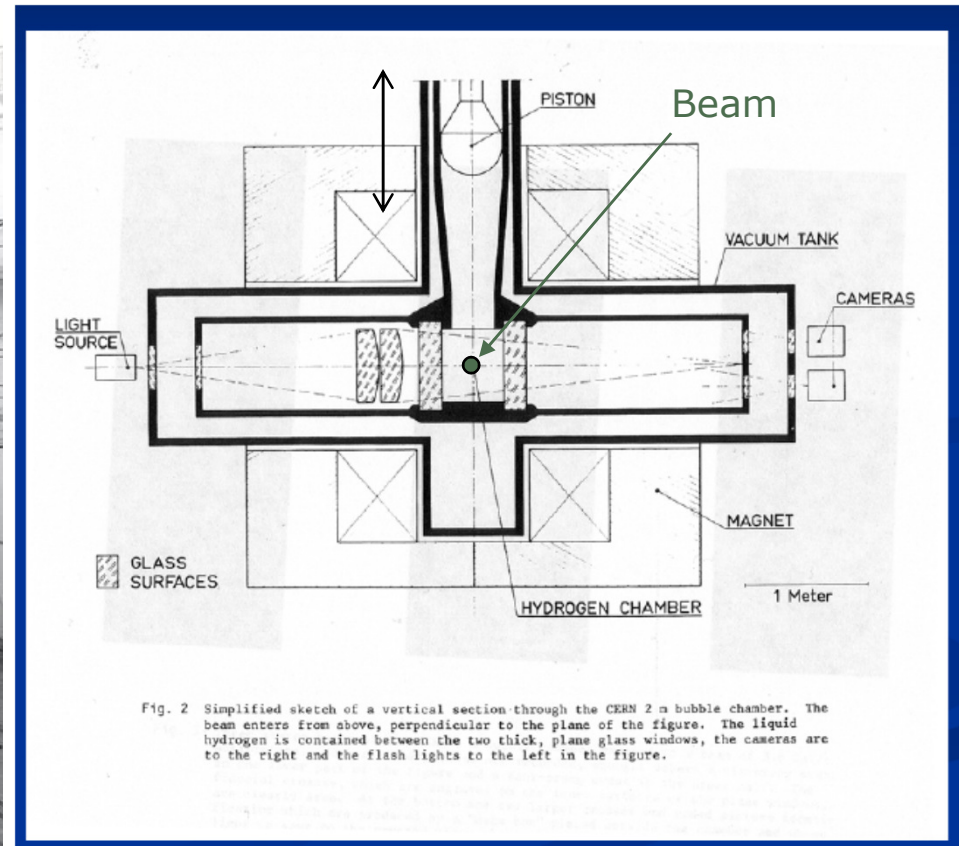 Beam
PISTON
VACUUM TANK
CAMERAS
LIGHT
SOURCE
MAGNET
GLASS
SURFACES
1 Meter
HYDROGEN CHAMBER
Fig. 2 Simplified sketch of a vertical section through the CERN 2 m bubble chamber. The
beam enters from above, perpendicular to the plane of the figure. The liquid
hydrogen is contained between the two thick, plane glass windows, the cameras are
to the right and the flash lights to the left in the figure.